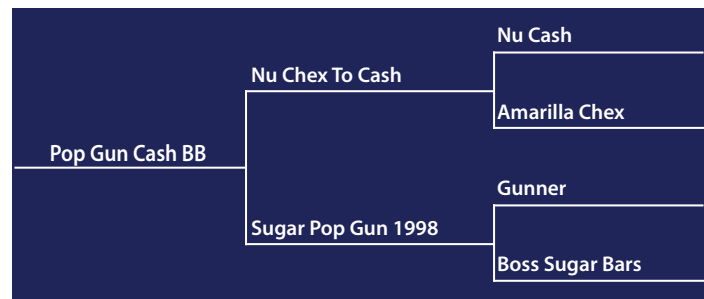 Nu Cash
Nu Chex To Cash
Amarilla Chex
Pop Gun Cash BB
Gunner
Sugar Pop Gun 1998
Boss Sugar Bars